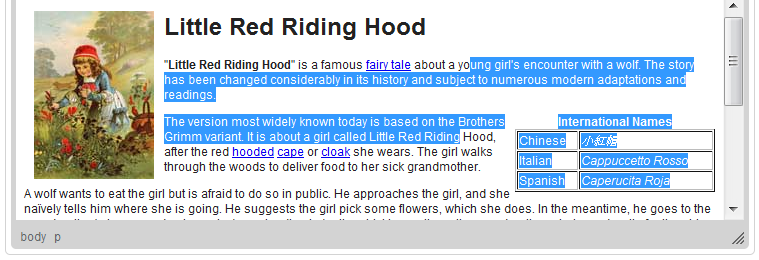 Little Red Riding Hood
"Little Red Riding Hood" is a famous fairy tale about a young girl's encounter with a wolf. The story
has been changed considerably in its history and subject to numerous modern adaptations and
readings.
The version most widely known today is based on the Brothers
Grimm variant. It is about a girl called Little Red Riding Hood,
after the red hooded cape or cloak she wears. The girl walks
through the woods to deliver food to her sick grandmother.
International Names
Chinese 小紅帽
Italian Cappuccetto Rosso
Spanish Caperucita Roja
A wolf wants to eat the girl but is afraid to do so in public. He approaches the girl, and she
naïvely tells him where she is going. He suggests the girl pick some flowers, which she does. In the meantime, he goes to the
body p